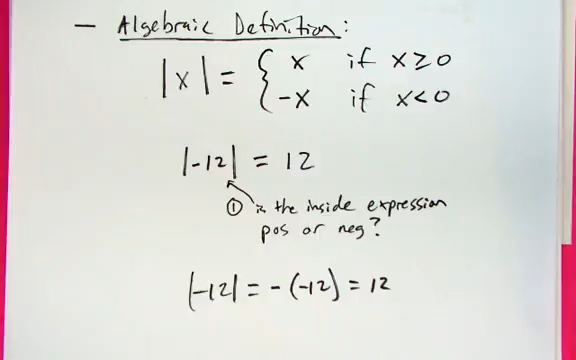 — Algebraic Definition:
|x| = { x if x ≥ 0
-x if x < 0
|-12| = 12
① is the inside expression
pos or neg?
|-12| = -(-12) = 12